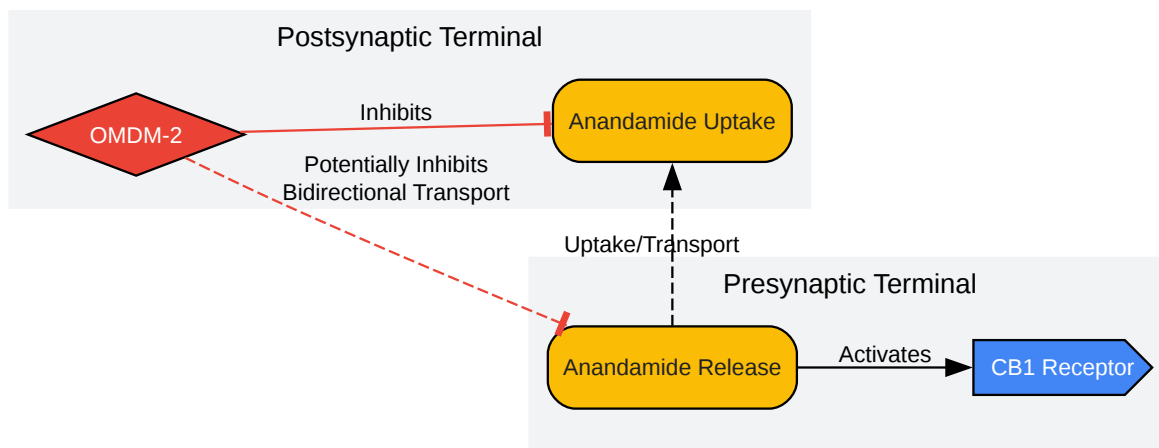 Postsynaptic Terminal
OMDM-2
Inhibits
Anandamide Uptake
Potentially Inhibits
Bidirectional Transport
Uptake/Transport
Presynaptic Terminal
Anandamide Release
Activates
CB1 Receptor